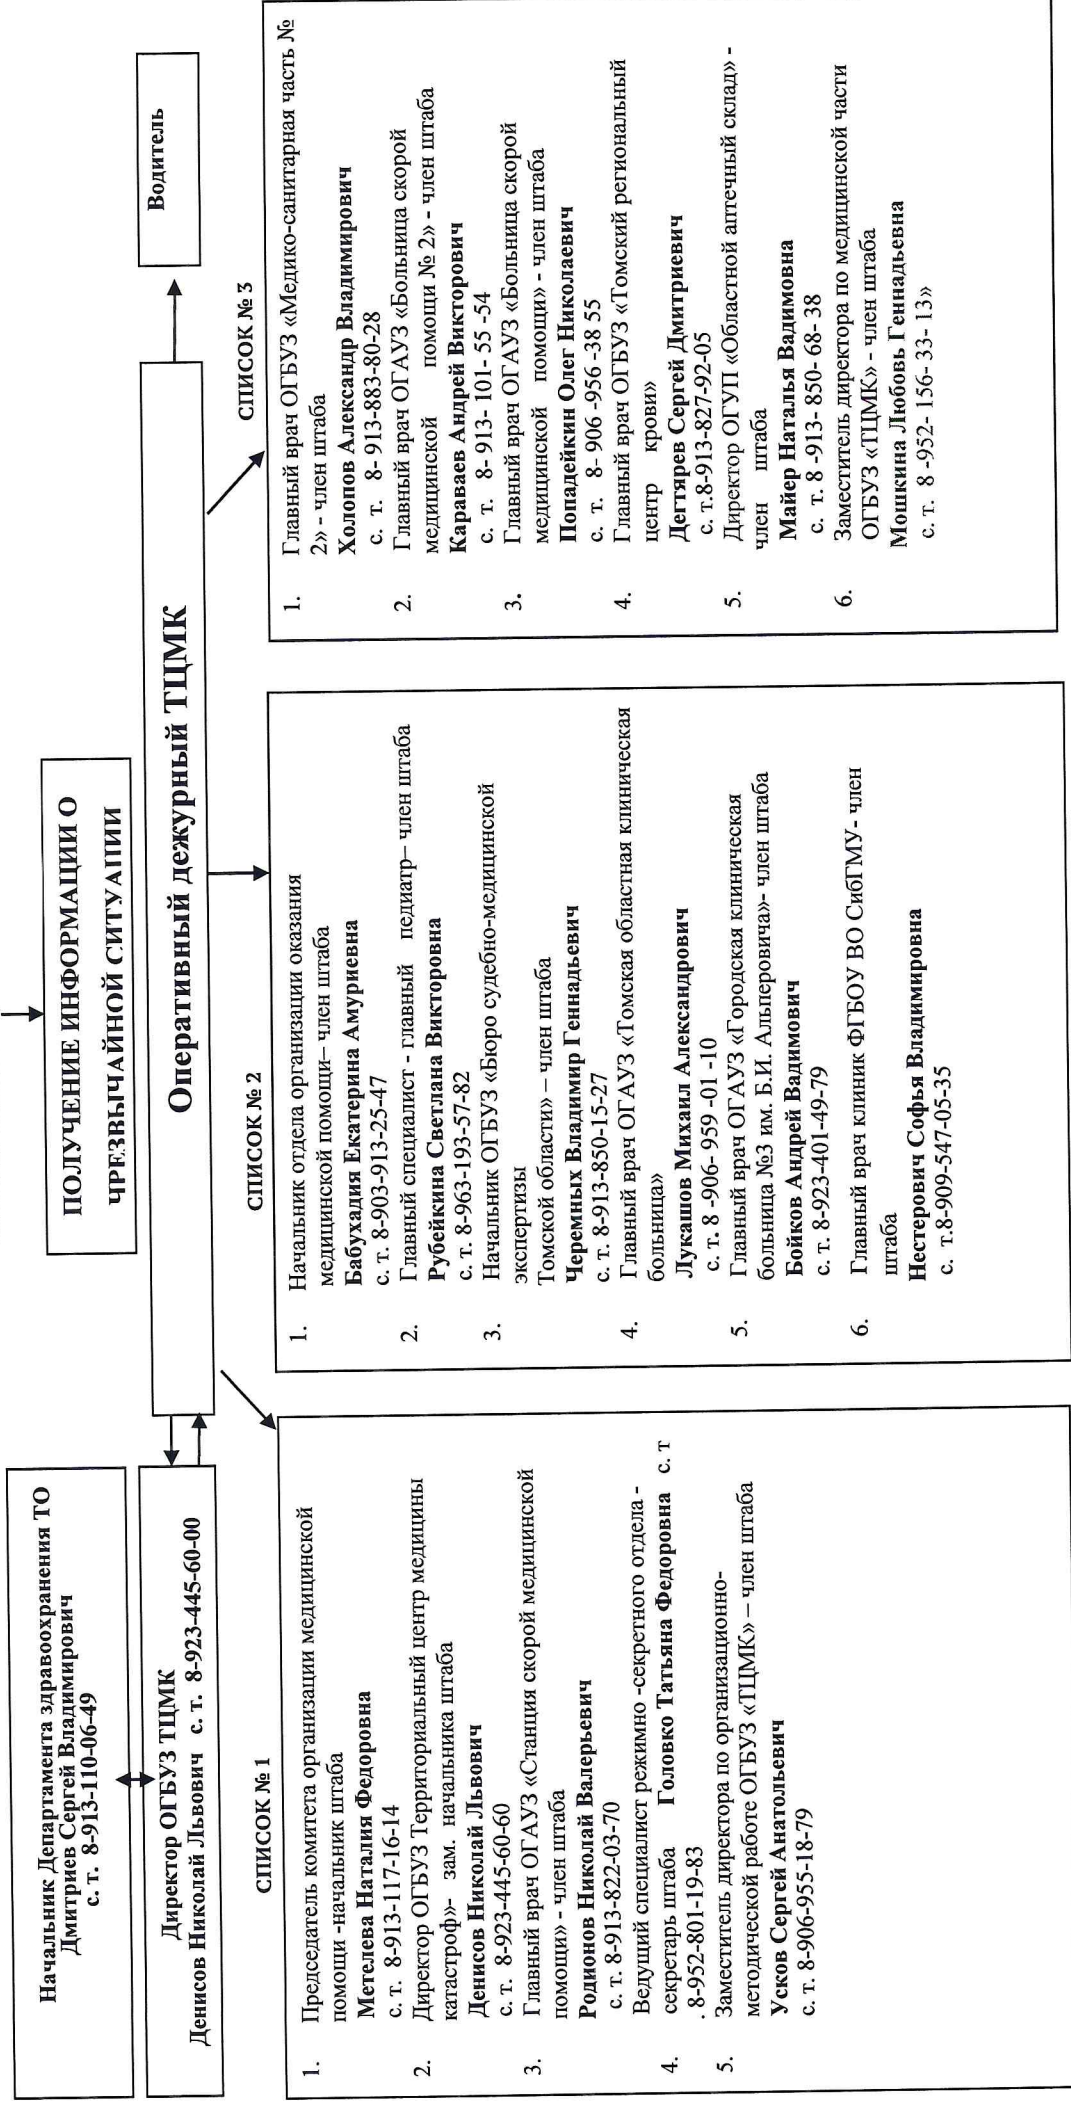 ПОЛУЧЕНИЕ ИНФОРМАЦИИ О
ЧРЕЗВЫЧАЙНОЙ СИТУАЦИИ
Начальник Департамента здравоохранения ТО
Дмитриев Сергей Владимирович
с. т. 8-913-110-06-49
Директор ОГБУЗ ТЦМК
Денисов Николай Львович с. т. 8-923-445-60-00
Оперативный дежурный ТЦМК
Водитель
СПИСОК № 1
1. Председатель комитета организации медицинской
помощи -начальник штаба
Метелева Наталия Федоровна
с. т. 8-913-117-16-14
2. Директор ОГБУЗ Территориальный центр медицины
катастроф»- зам. начальника штаба
Денисов Николай Львович
с. т. 8-923-445-60-60
3. Главный врач ОГАУЗ «Станция скорой медицинской
помощи» - член штаба
Родионов Николай Валерьевич
с. т. 8-913-822-03-70
Ведущий специалист режимно -секретного отдела -
4. секретарь штаба Головко Татьяна Федоровна с. т
. 8-952-801-19-83
5. Заместитель директора по организационно-
методической работе ОГБУЗ «ТЦМК» – член штаба
Усков Сергей Анатольевич
с. т. 8-906-955-18-79
СПИСОК № 2
1. Начальник отдела организации оказания
медицинской помощи– член штаба
Бабухадия Екатерина Амуриевна
с. т. 8-903-913-25-47
2. Главный специалист - главный педиатр– член штаба
Рубейкина Светлана Викторовна
с. т. 8-963-193-57-82
3. Начальник ОГБУЗ «Бюро судебно-медицинской
экспертизы
Томской области» – член штаба
Черемных Владимир Геннадьевич
с. т. 8-913-850-15-27
4. Главный врач ОГАУЗ «Томская областная клиническая
больница»
Лукашов Михаил Александрович
с. т. 8 -906- 959 -01 -10
5. Главный врач ОГАУЗ «Городская клиническая
больница №3 им. Б.И. Альперовича»- член штаба
Бойков Андрей Вадимович
с. т. 8-923-401-49-79
6. Главный врач клиник ФГБОУ ВО СибГМУ- член
штаба
Нестерович Софья Владимировна
с. т.8-909-547-05-35
СПИСОК № 3
1. Главный врач ОГБУЗ «Медико-санитарная часть №
2» - член штаба
Холопов Александр Владимирович
с. т. 8- 913-883-80-28
2. Главный врач ОГАУЗ «Больница скорой
медицинской помощи № 2» - член штаба
Караваев Андрей Викторович
с. т. 8- 913- 101- 55 -54
3. Главный врач ОГАУЗ «Больница скорой
медицинской помощи» - член штаба
Попадейкин Олег Николаевич
с. т. 8- 906 -956 -38 55
4. Главный врач ОГБУЗ «Томский региональный
центр крови»
Дегтярев Сергей Дмитриевич
с. т.8-913-827-92-05
5. Директор ОГУП «Областной аптечный склад» -
член штаба
Майер Наталья Вадимовна
с. т. 8 -913- 850- 68- 38
6. Заместитель директора по медицинской части
ОГБУЗ «ТЦМК» - член штаба
Мошкина Любовь Геннадьевна
с. т. 8 -952- 156- 33- 13»